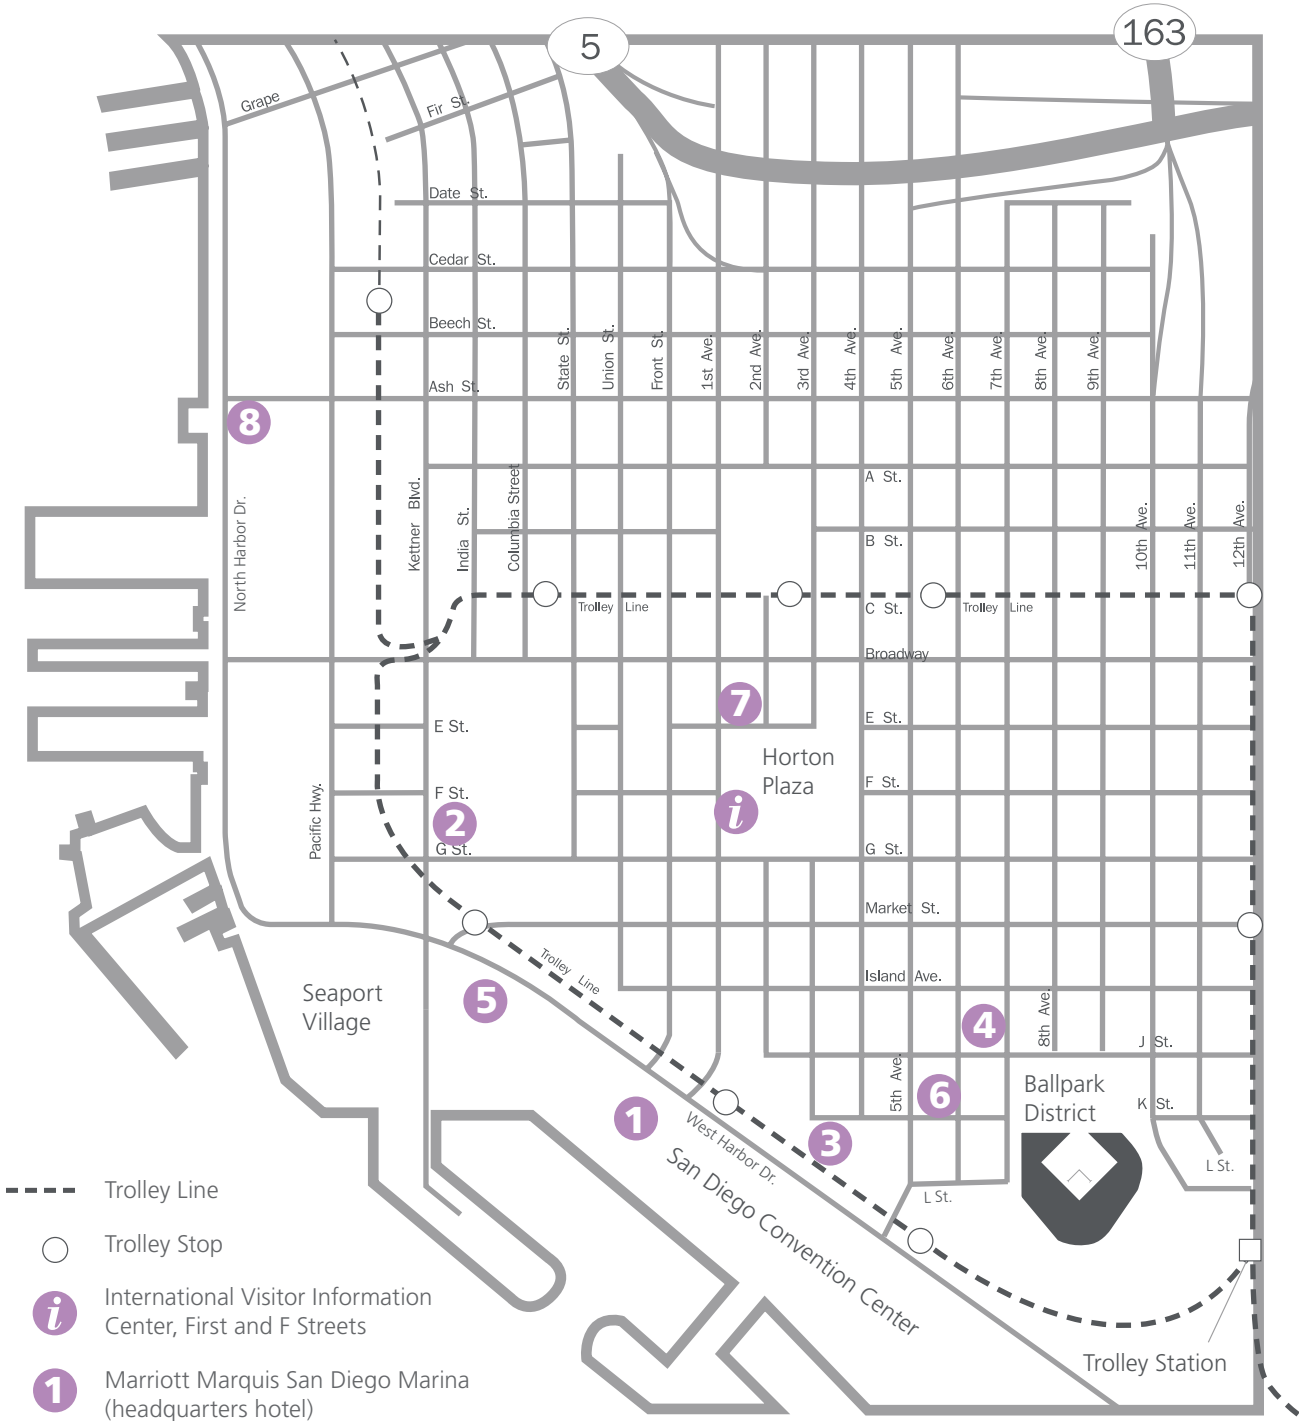 5
163
Grape
Fir St.
Date St.
Cedar St.
Beech St.
Ash St.
State St.
Union St.
Front St.
1st Ave.
2nd Ave.
3rd Ave.
4th Ave.
5th Ave.
6th Ave.
7th Ave.
8th Ave.
9th Ave.
8
North Harbor Dr.
Kettner Blvd.
India St.
Columbia Street
A St.
B St.
10th Ave.
11th Ave.
12th Ave.
Trolley Line
C St.
Trolley Line
Broadway
7
E St.
E St.
Horton
Plaza
F St.
F St.
i
2
Pacific Hwy.
G St.
G St.
Market St.
Trolley Line
Island Ave.
Seaport
Village
5
4
8th Ave.
J St.
5th Ave.
6
Ballpark
District
K St.
1
West Harbor Dr.
3
San Diego Convention Center
L St.
L St.
Trolley Station
Trolley Line
Trolley Stop
i
International Visitor Information
Center, First and F Streets
1
Marriott Marquis San Diego Marina
(headquarters hotel)